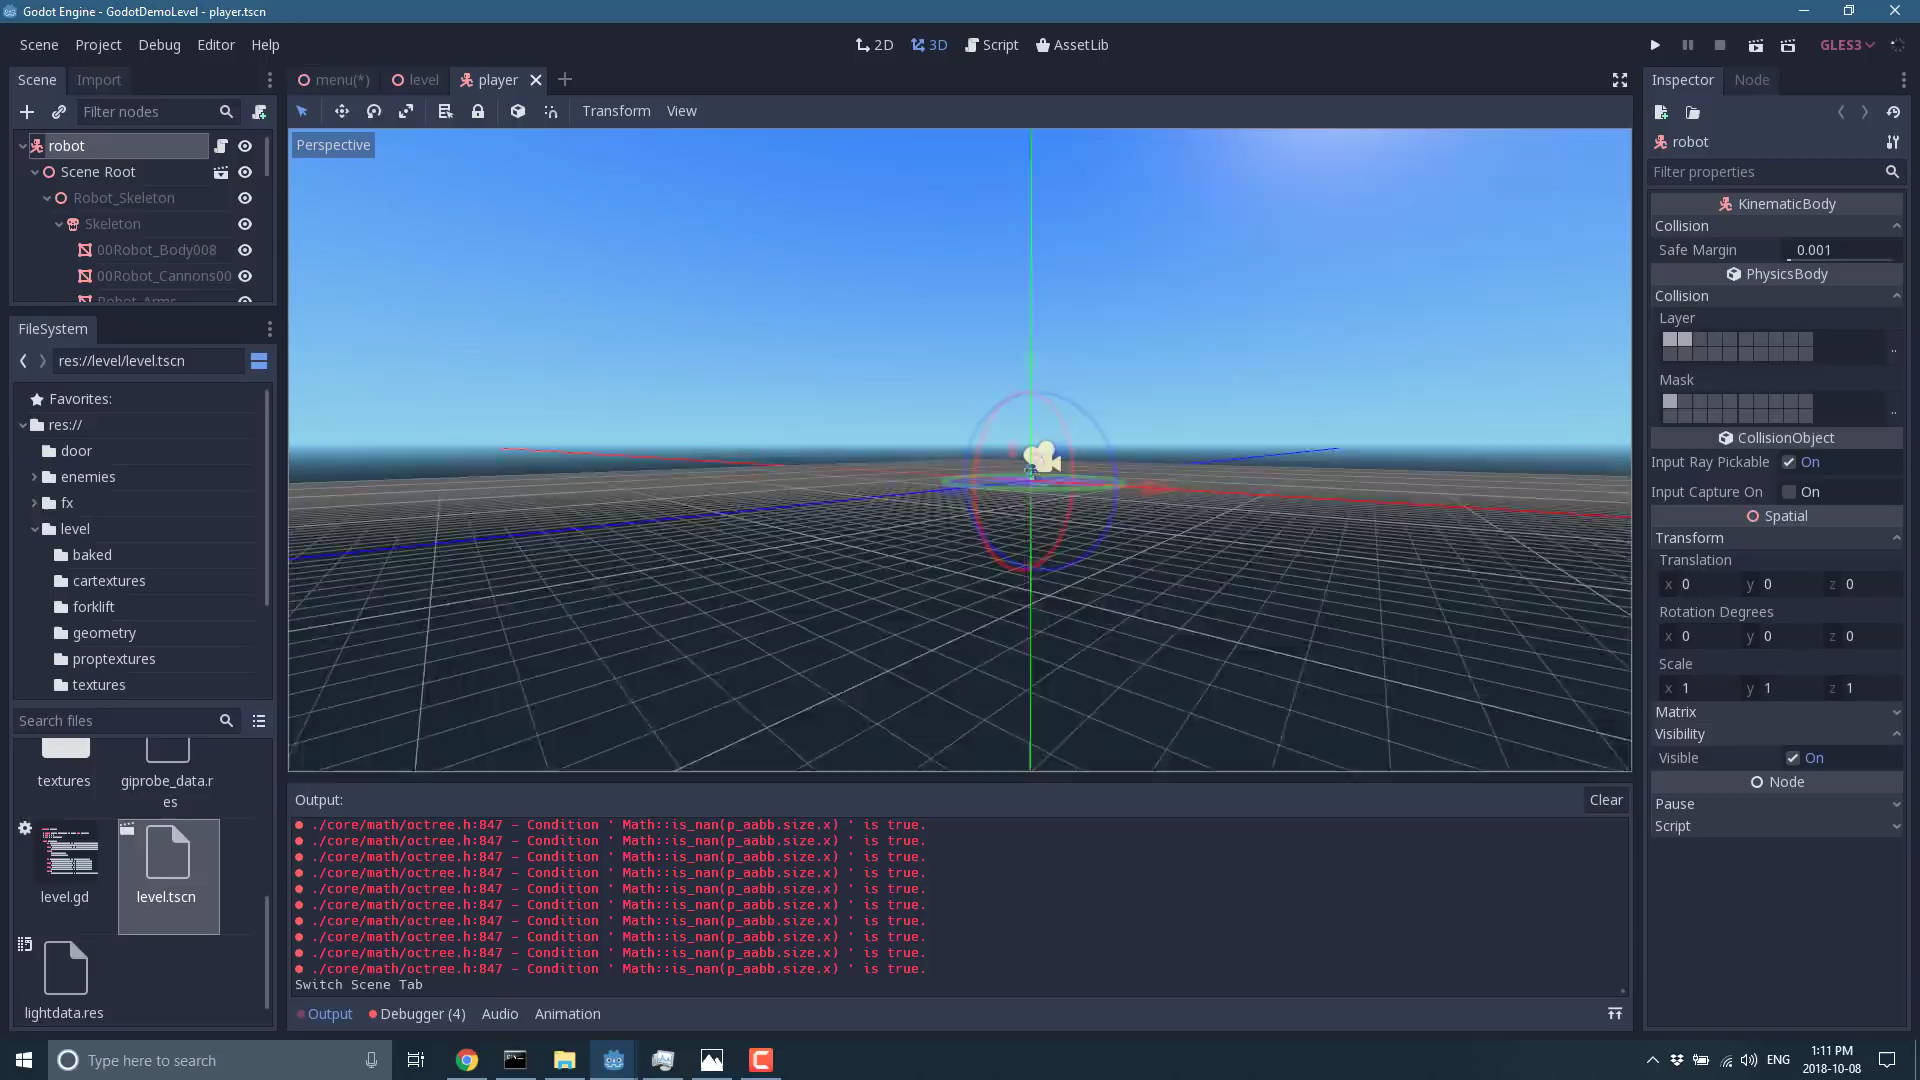 Godot Engine - GodotDemoLevel - player.tscn
Scene Project Debug Editor Help
2D 3D Script AssetLib
GLES3
Scene Import
menu(*) level player
Inspector Node
Filter nodes
Transform View
robot
Perspective
robot
Scene Root
Filter properties
Robot_Skeleton
Skeleton
00Robot_Body008
00Robot_Cannons00
Robot_Arms
KinematicBody
Collision
Safe Margin 0.001
PhysicsBody
Collision
Layer
..
Mask
..
CollisionObject
Input Ray Pickable On
Input Capture On On
Spatial
Transform
Translation
x 0 y 0 z 0
Rotation Degrees
x 0 y 0 z 0
Scale
x 1 y 1 z 1
Matrix
Visibility
Visible On
Node
Pause
Script
FileSystem
res://level/level.tscn
Favorites:
res://
door
enemies
fx
level
baked
cartextures
forklift
geometry
proptextures
textures
Search files
textures
giprobe_data.r
es
level.gd
level.tscn
lightdata.res
Output:
Clear
./core/math/octree.h:847 - Condition ' Math::is_nan(p_aabb.size.x) ' is true.
./core/math/octree.h:847 - Condition ' Math::is_nan(p_aabb.size.x) ' is true.
./core/math/octree.h:847 - Condition ' Math::is_nan(p_aabb.size.x) ' is true.
./core/math/octree.h:847 - Condition ' Math::is_nan(p_aabb.size.x) ' is true.
./core/math/octree.h:847 - Condition ' Math::is_nan(p_aabb.size.x) ' is true.
./core/math/octree.h:847 - Condition ' Math::is_nan(p_aabb.size.x) ' is true.
./core/math/octree.h:847 - Condition ' Math::is_nan(p_aabb.size.x) ' is true.
./core/math/octree.h:847 - Condition ' Math::is_nan(p_aabb.size.x) ' is true.
./core/math/octree.h:847 - Condition ' Math::is_nan(p_aabb.size.x) ' is true.
./core/math/octree.h:847 - Condition ' Math::is_nan(p_aabb.size.x) ' is true.
Switch Scene Tab
Output Debugger (4) Audio Animation
Type here to search
ENG
1:11 PM
2018-10-08